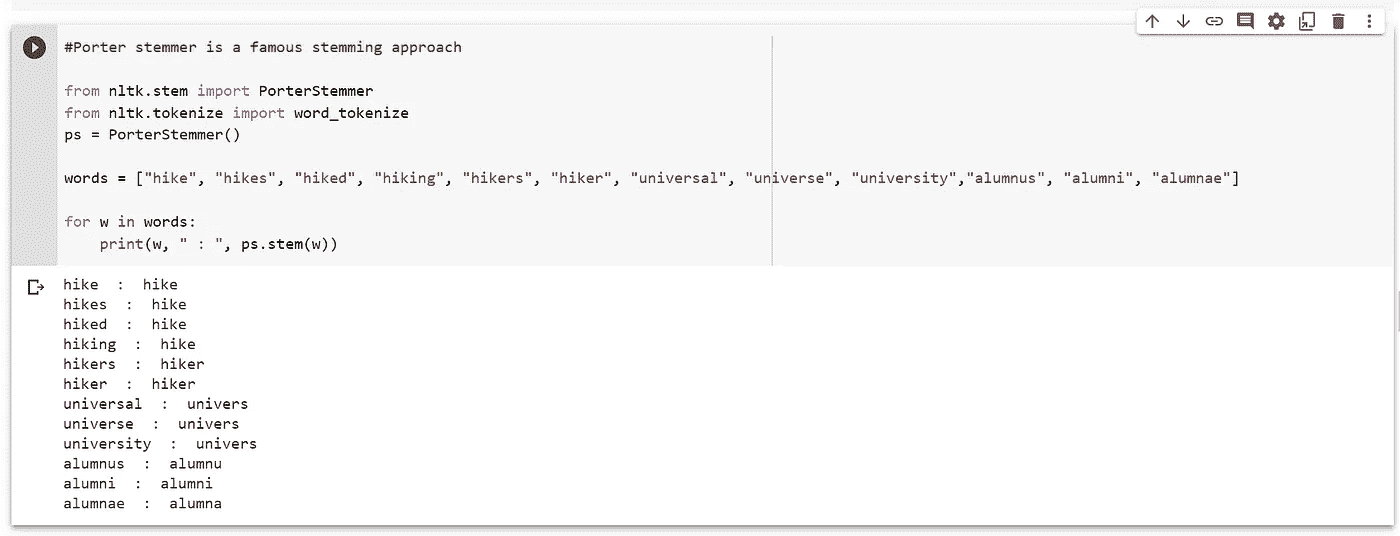 #Porter stemmer is a famous stemming approach
from nltk.stem import PorterStemmer
from nltk.tokenize import word_tokenize
ps = PorterStemmer()
words = ["hike", "hikes", "hiked", "hiking", "hikers", "hiker", "universal", "universe", "university","alumnus", "alumni", "alumnae"]
for w in words:
    print(w, " : ", ps.stem(w))
hike  :  hike
hikes  :  hike
hiked  :  hike
hiking  :  hike
hikers  :  hiker
hiker  :  hiker
universal  :  univers
universe  :  univers
university  :  univers
alumnus  :  alumnu
alumni  :  alumni
alumnae  :  alumna